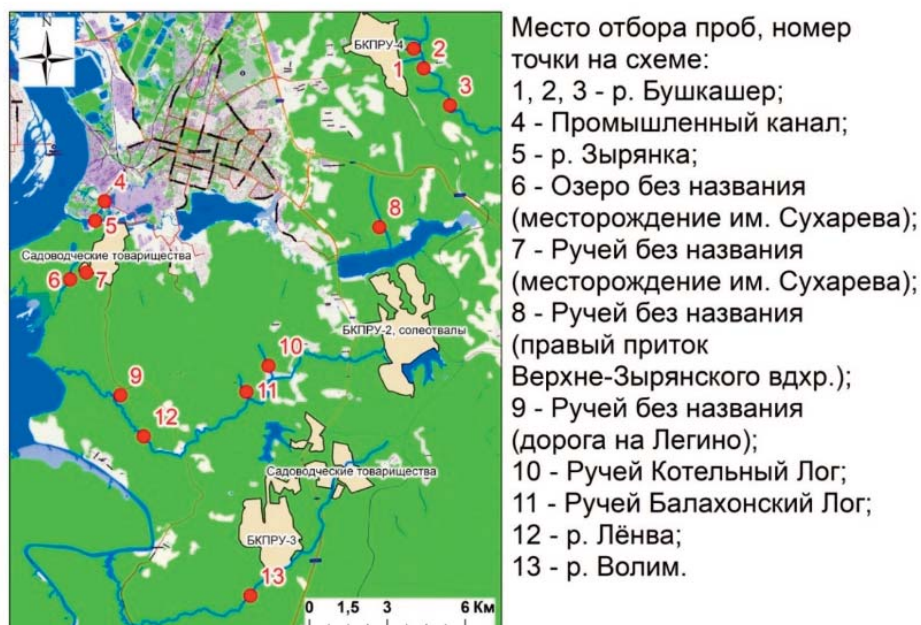 N
БКПРУ-4
1
2
3
4
5
Садоводческие товарищества
6
7
8
БКПРУ-2, солеотвалы
9
10
11
12
Садоводческие товарищества
БКПРУ-3
13
0 1,5 3 6 Км
Место отбора проб, номер
точки на схеме:
1, 2, 3 - р. Бушкашер;
4 - Промышленный канал;
5 - р. Зырянка;
6 - Озеро без названия
(месторождение им. Сухарева);
7 - Ручей без названия
(месторождение им. Сухарева);
8 - Ручей без названия
(правый приток
Верхне-Зырянского вдхр.);
9 - Ручей без названия
(дорога на Легино);
10 - Ручей Котельный Лог;
11 - Ручей Балахонский Лог;
12 - р. Лёнва;
13 - р. Волим.